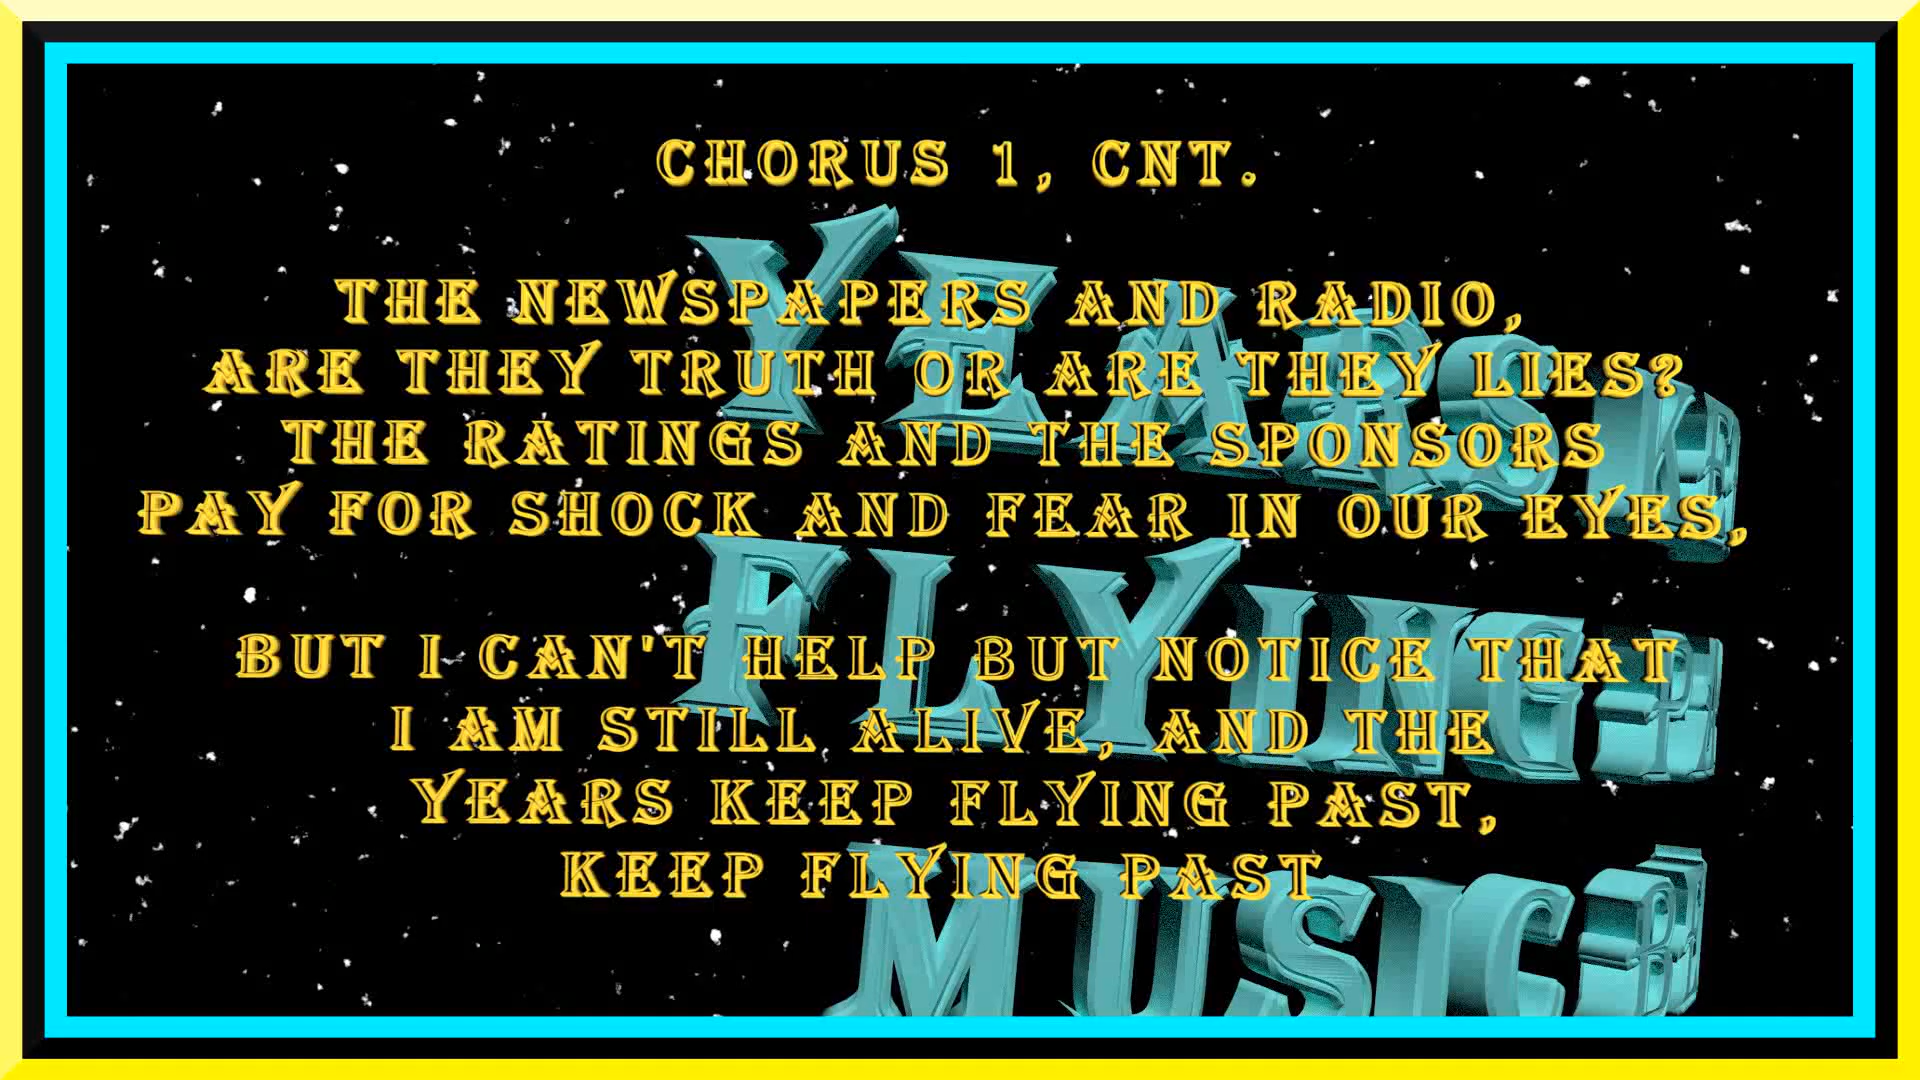 CHORUS 1, CNT.
THE NEWSPAPERS AND RADIO,
ARE THEY TRUTH OR ARE THEY LIES?
THE RATINGS AND THE SPONSORS
PAY FOR SHOCK AND FEAR IN OUR EYES,
BUT I CAN'T HELP BUT NOTICE THAT
I AM STILL ALIVE, AND THE
YEARS KEEP FLYING PAST,
KEEP FLYING PAST
YEARS
FLYING
MUSIC